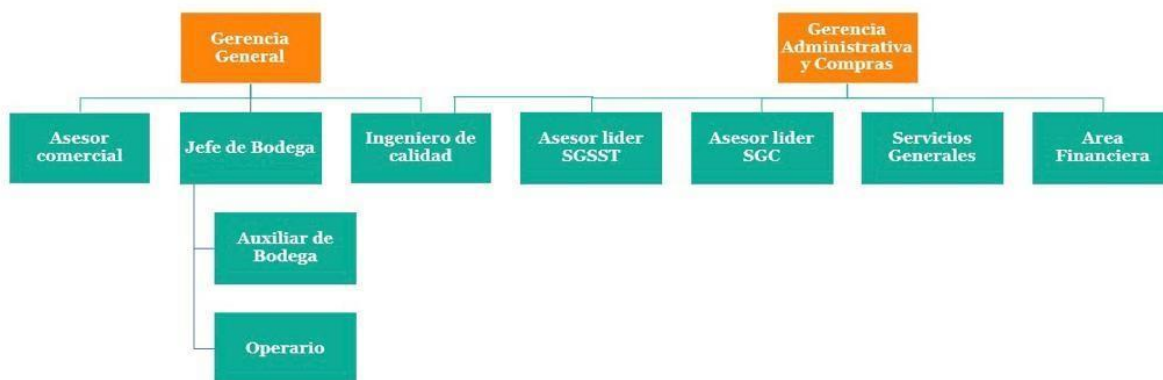 Gerencia
General
Gerencia
Administrativa
y Compras
Asesor
comercial
Jefe de Bodega
Ingeniero de
calidad
Asesor lider
SGSST
Asesor lider
SGC
Servicios
Generales
Area
Financiera
Auxiliar de
Bodega
Operario